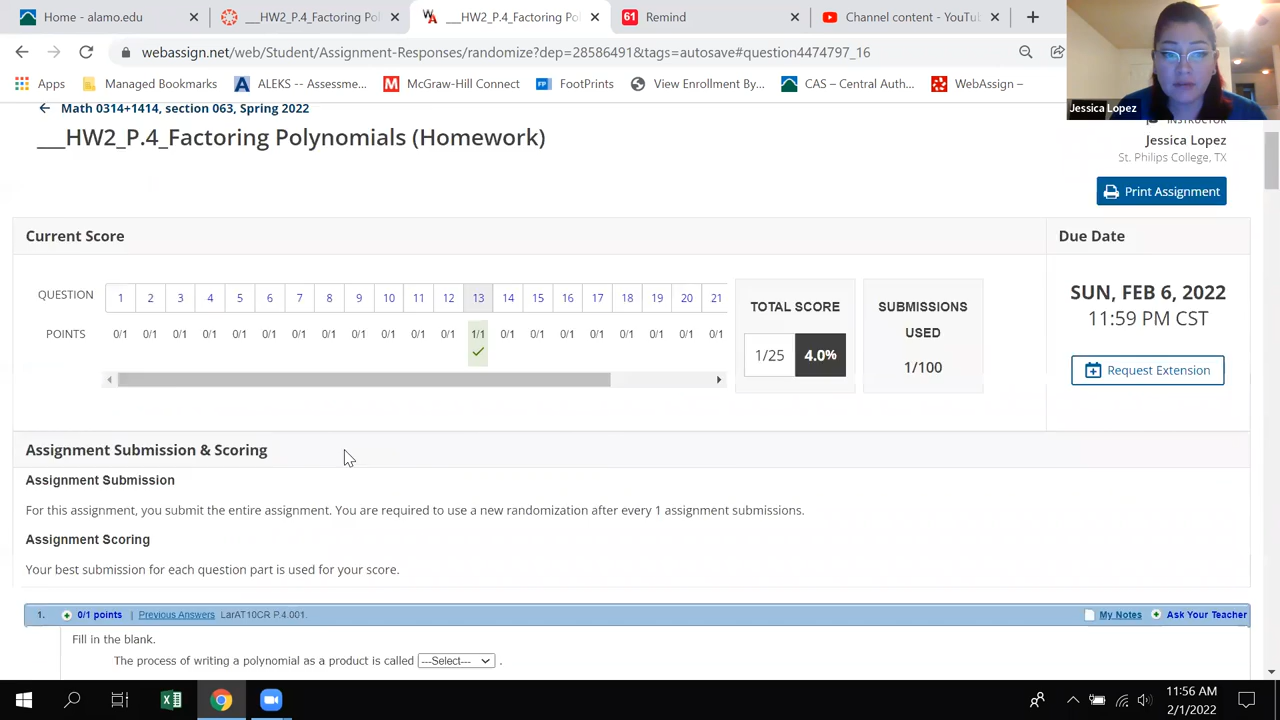 Home - alamo.edu
___HW2_P.4_Factoring Pol
___HW2_P.4_Factoring Po
61 Remind
Channel content - YouTu
webassign.net/web/Student/Assignment-Responses/randomize?dep=28586491&tags=autosave#question4474797_16
Apps
Managed Bookmarks
ALEKS -- Assessme...
McGraw-Hill Connect
FP FootPrints
View Enrollment By...
CAS – Central Auth...
WebAssign –
Jessica Lopez
Math 0314+1414, section 063, Spring 2022
___HW2_P.4_Factoring Polynomials (Homework)
INSTRUCTOR
Jessica Lopez
St. Philips College, TX
Print Assignment
Current Score
Due Date
QUESTION 1 2 3 4 5 6 7 8 9 10 11 12 13 14 15 16 17 18 19 20 21
POINTS 0/1 0/1 0/1 0/1 0/1 0/1 0/1 0/1 0/1 0/1 0/1 0/1 1/1 0/1 0/1 0/1 0/1 0/1 0/1 0/1 0/1
TOTAL SCORE
1/25 4.0%
SUBMISSIONS
USED
1/100
SUN, FEB 6, 2022
11:59 PM CST
Request Extension
Assignment Submission & Scoring
Assignment Submission
For this assignment, you submit the entire assignment. You are required to use a new randomization after every 1 assignment submissions.
Assignment Scoring
Your best submission for each question part is used for your score.
1. 0/1 points | Previous Answers LarAT10CR P.4.001.
My Notes
Ask Your Teacher
Fill in the blank.
The process of writing a polynomial as a product is called ---Select--- .
11:56 AM
2/1/2022